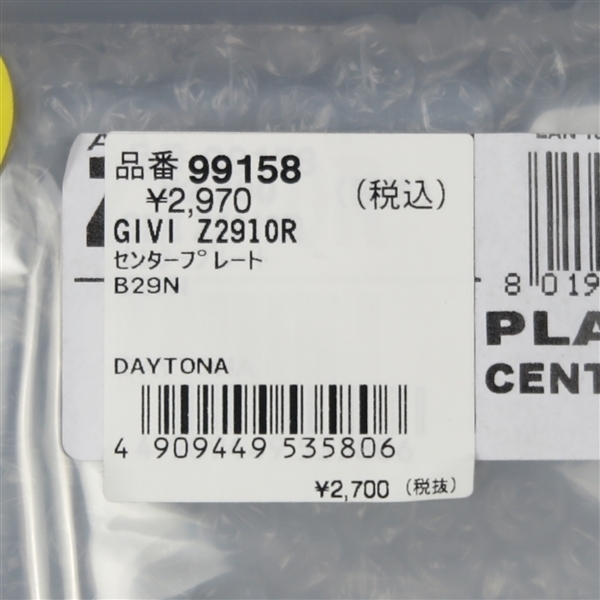 品番 99158
¥2,970 (税込)
GIVI Z2910R
センタープレート
B29N
DAYTONA
4 909449 535806
¥2,700 (税抜)
8 019
PLA
CENT